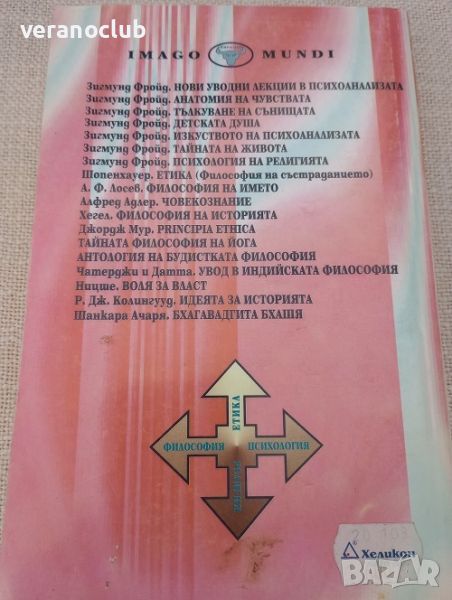 veranoclub
IMAGO MUNDI
Зигмунд Фройд. НОВИ УВОДНИ ЛЕКЦИИ В ПСИХОАНАЛИЗАТА
Зигмунд Фройд. АНАТОМИЯ НА ЧУВСТВАТА
Зигмунд Фройд. ТЪЛКУВАНЕ НА СЪНИЩАТА
Зигмунд Фройд. ДЕТСКАТА ДУША
Зигмунд Фройд. ИЗКУСТВОТО НА ПСИХОАНАЛИЗАТА
Зигмунд Фройд. ТАЙНАТА НА ЖИВОТА
Зигмунд Фройд. ПСИХОЛОГИЯ НА РЕЛИГИЯТА
Шопенхауер. ЕТИКА (Философия на състраданието)
А. Ф. Лосев. ФИЛОСОФИЯ НА ИМЕТО
Алфред Адлер. ЧОВЕКОЗНАНИЕ
Хегел. ФИЛОСОФИЯ НА ИСТОРИЯТА
Джордж Мур. PRINCIPIA ETHICA
ТАЙНАТА ФИЛОСОФИЯ НА ЙОГА
АНТОЛОГИЯ НА БУДИСТКАТА ФИЛОСОФИЯ
Чатерджи и Датта. УВОД В ИНДИЙСКАТА ФИЛОСОФИЯ
Ницше. ВОЛЯ ЗА ВЛАСТ
Р. Дж. Колингууд. ИДЕЯТА ЗА ИСТОРИЯТА
Шанкара Ачаря. БХАГАВАДГИТА БХАШЯ
ЕТИКА
ФИЛОСОФИЯ ПСИХОЛОГИЯ
РЕЛИГИЯ
Хеликон
BAZAR